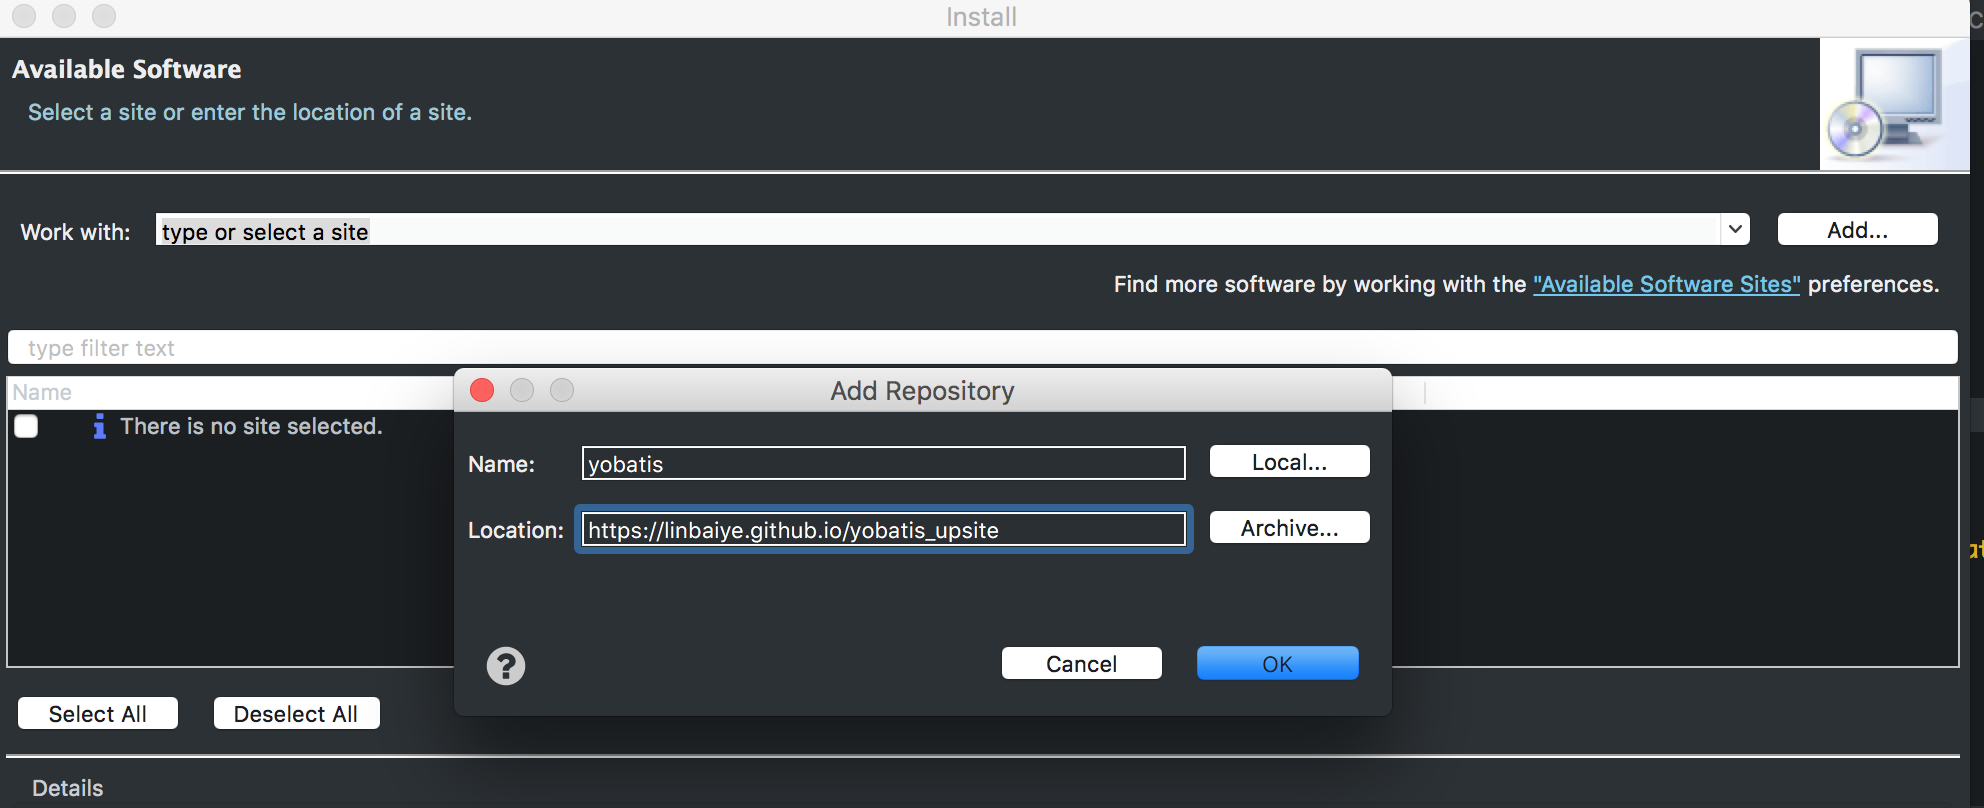 Install
Available Software
Select a site or enter the location of a site.
Work with: type or select a site Add...
Find more software by working with the "Available Software Sites" preferences.
type filter text
Name
There is no site selected.
Add Repository
Name: yobatis Local...
Location: https://linbaiye.github.io/yobatis_upsite Archive...
? Cancel OK
Select All Deselect All
Details